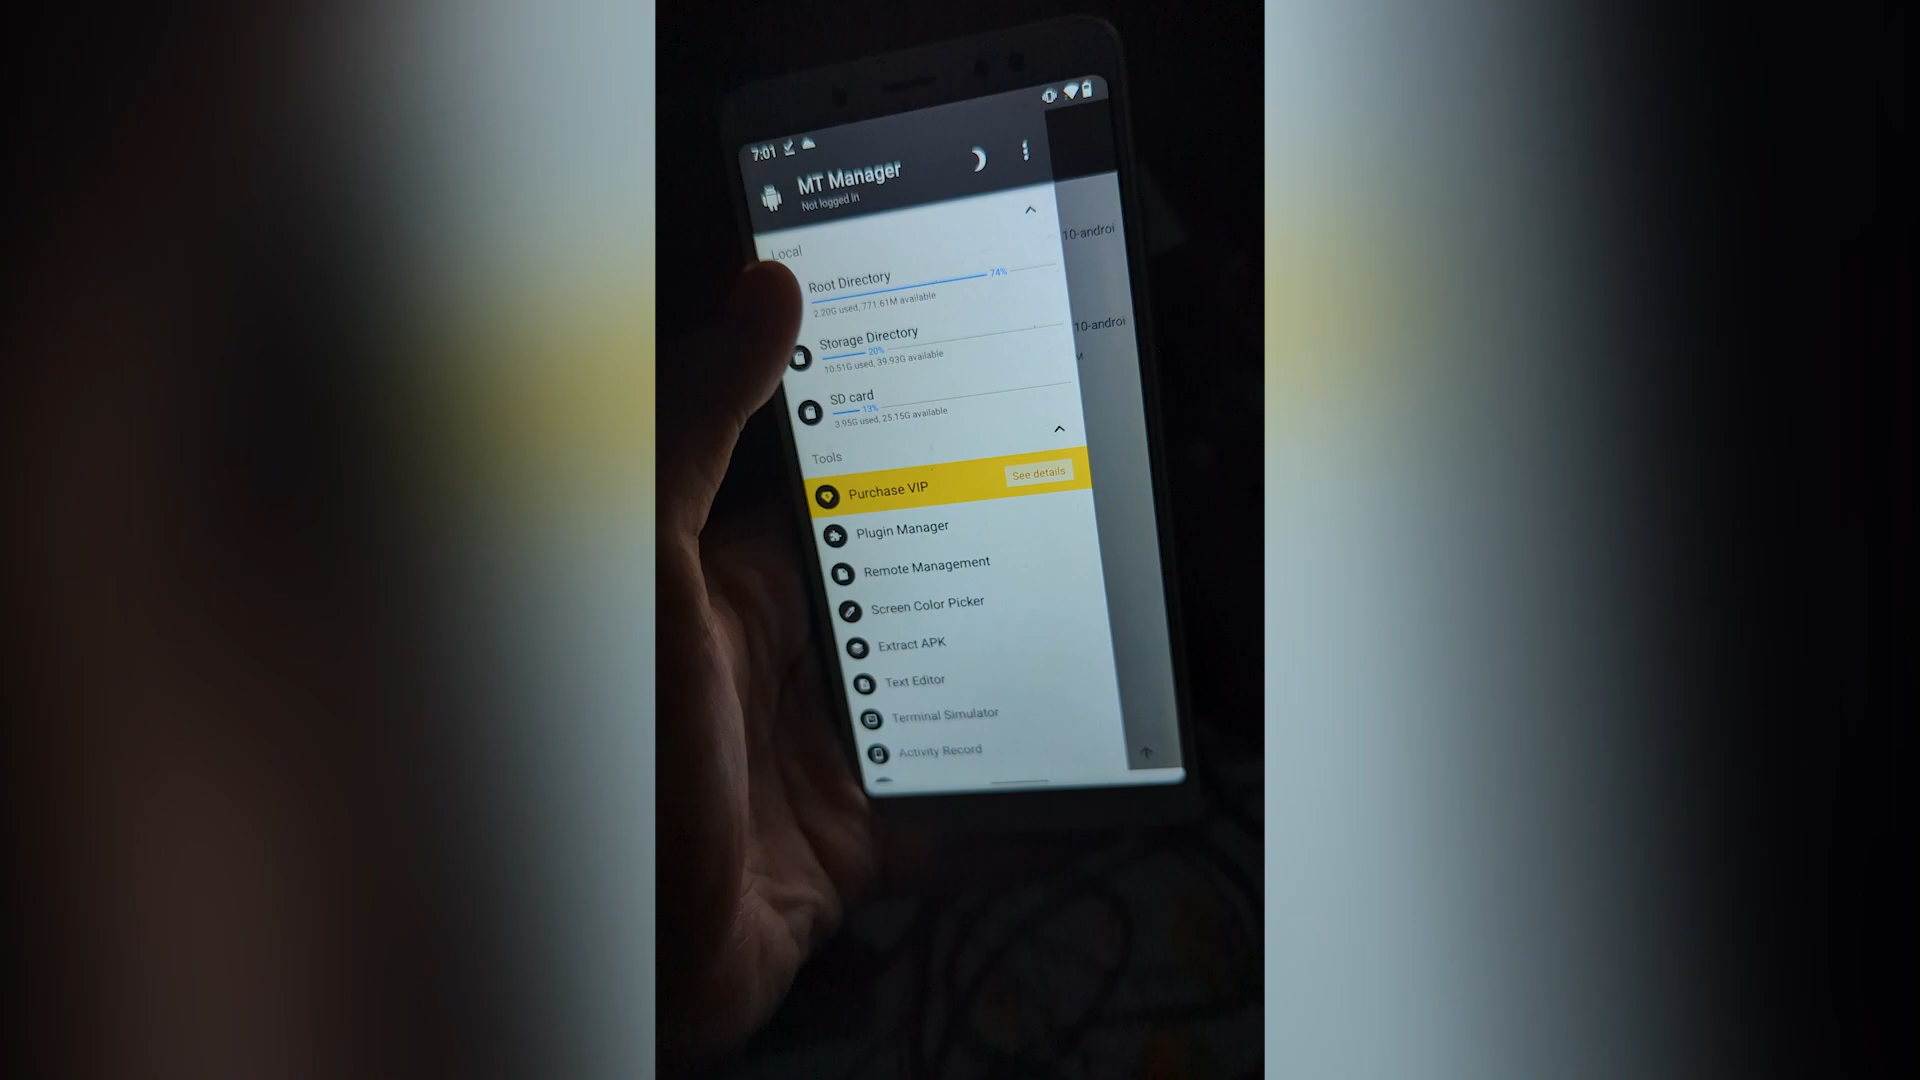 7:01
MT Manager
Not logged in
Local
Root Directory
74%
2.20G used, 771.61M available
Storage Directory
20%
10.51G used, 39.93G available
SD card
13%
3.95G used, 25.15G available
Tools
Purchase VIP
See details
Plugin Manager
Remote Management
Screen Color Picker
Extract APK
Text Editor
Terminal Simulator
Activity Record
10-androi
10-androi
M